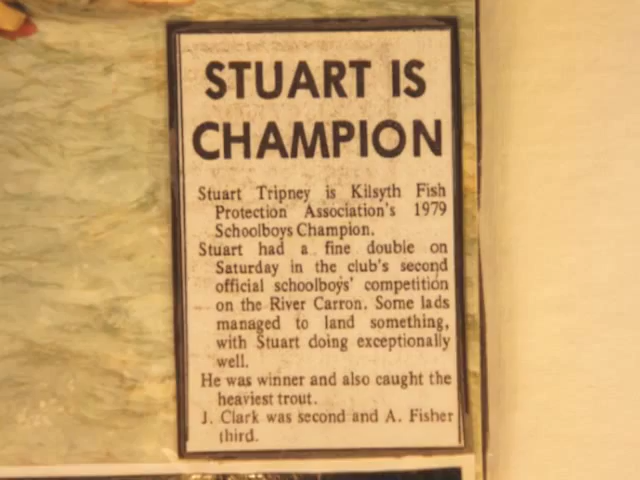 STUART IS
CHAMPION
Stuart Tripney is Kilsyth Fish
Protection Association's 1979
Schoolboys Champion.
Stuart had a fine double on
Saturday in the club's second
official schoolboys' competition
on the River Carron. Some lads
managed to land something,
with Stuart doing exceptionally
well.
He was winner and also caught the
heaviest trout.
J. Clark was second and A. Fisher
third.